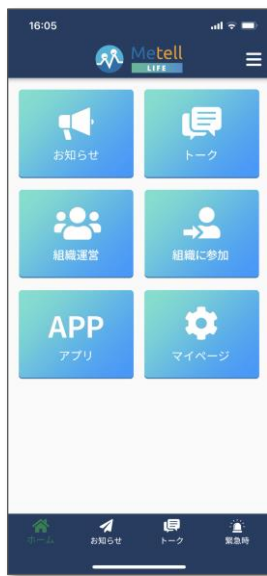 16:05
Metell
LIFE
お知らせ
トーク
組織運営
組織に参加
APP
アプリ
マイページ
ホーム
お知らせ
トーク
緊急時